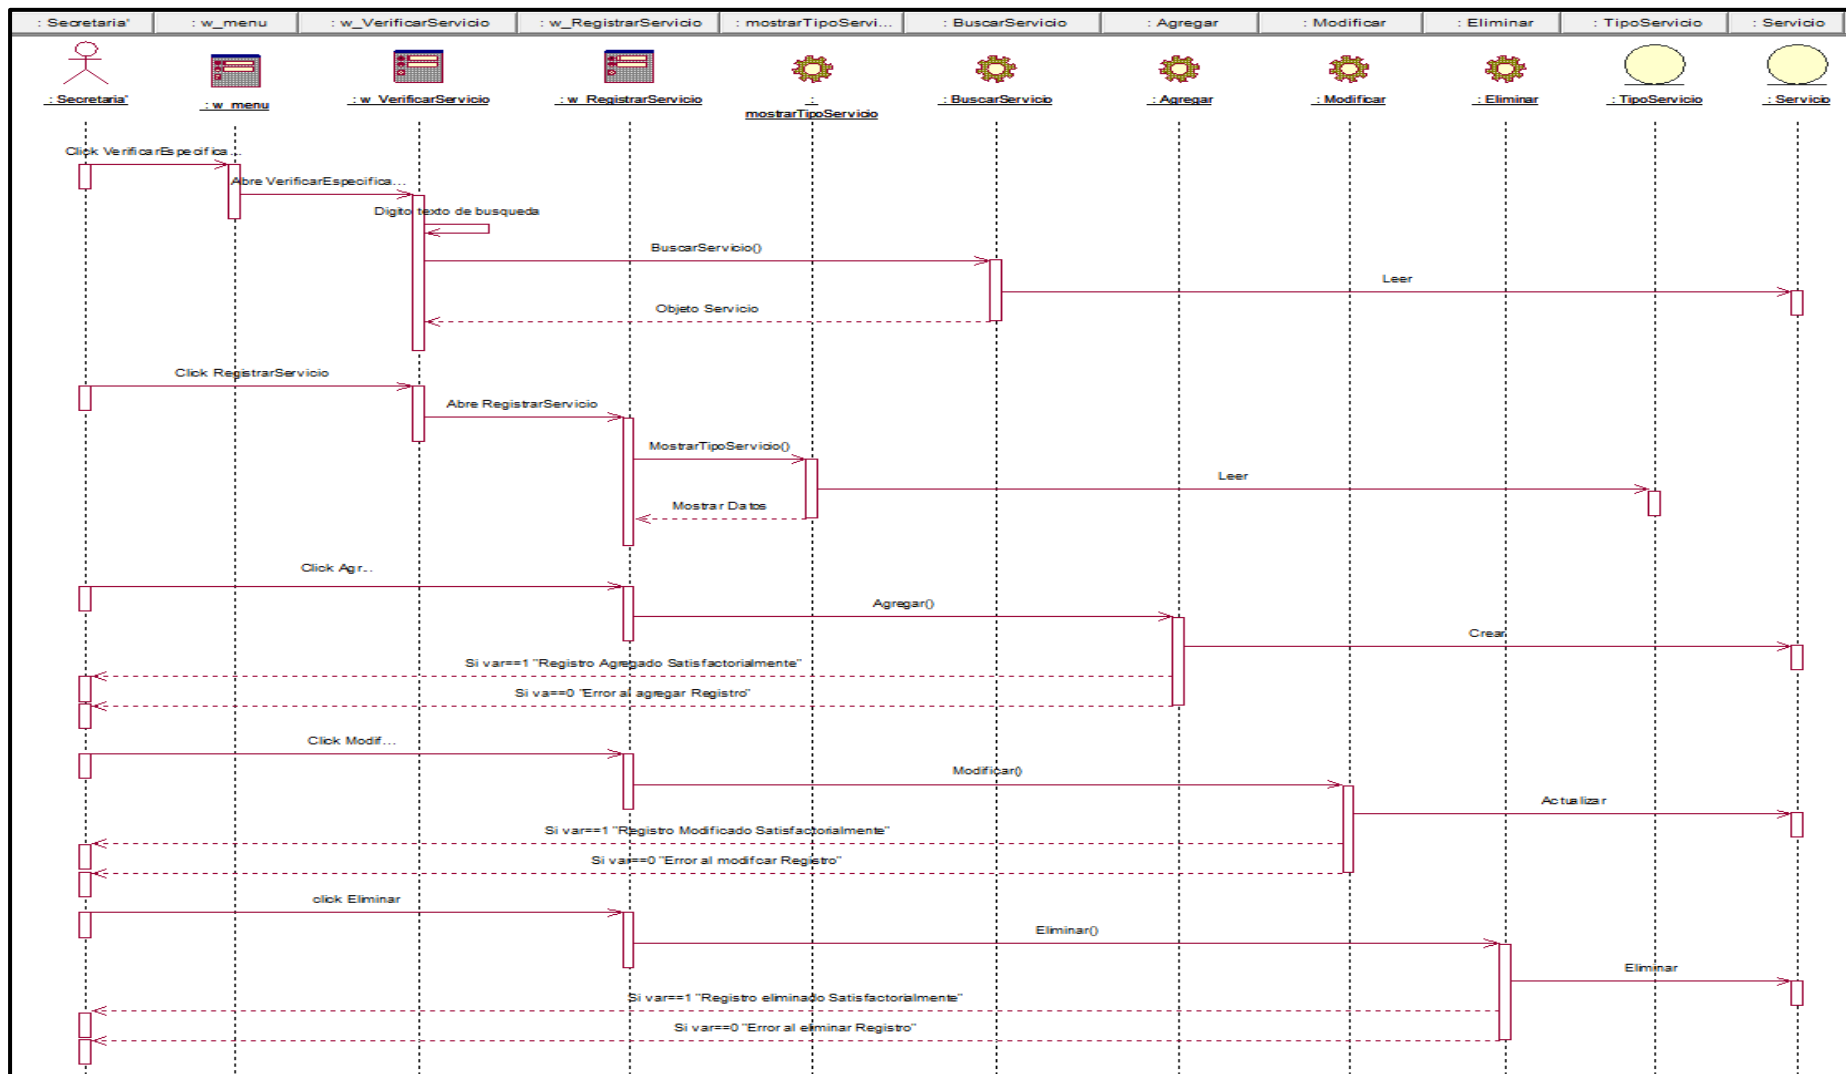 : Secretaria'
: w_menu
: w_VerificarServicio
: w_RegistrarServicio
: mostrarTipoServi...
: BuscarServicio
: Agregar
: Modificar
: Eliminar
: TipoServicio
: Servicio
: Secretaria'
: w_menu
: w_VerificarServicio
: w_RegistrarServicio
:
mostrarTipoServicio
: BuscarServicio
: Agregar
: Modificar
: Eliminar
: TipoServicio
: Servicio
Click VerificarEspecifica...
Abre VerificarEspecifica...
Digito texto de busqueda
BuscarServicio()
Leer
Objeto Servicio
Click RegistrarServicio
Abre RegistrarServicio
MostrarTipoServicio()
Leer
Mostrar Datos
Click Agr...
Agregar()
Crear
Si var==1 "Registro Agregado Satisfactorialmente"
Si va==0 "Error al agregar Registro"
Click Modif...
Modificar()
Actualizar
Si var==1 "Registro Modificado Satisfactorialmente"
Si var==0 "Error al modifcar Registro"
click Eliminar
Eliminar()
Eliminar
Si var==1 "Registro eliminado Satisfactorialmente"
Si var==0 "Error al eliminar Registro"